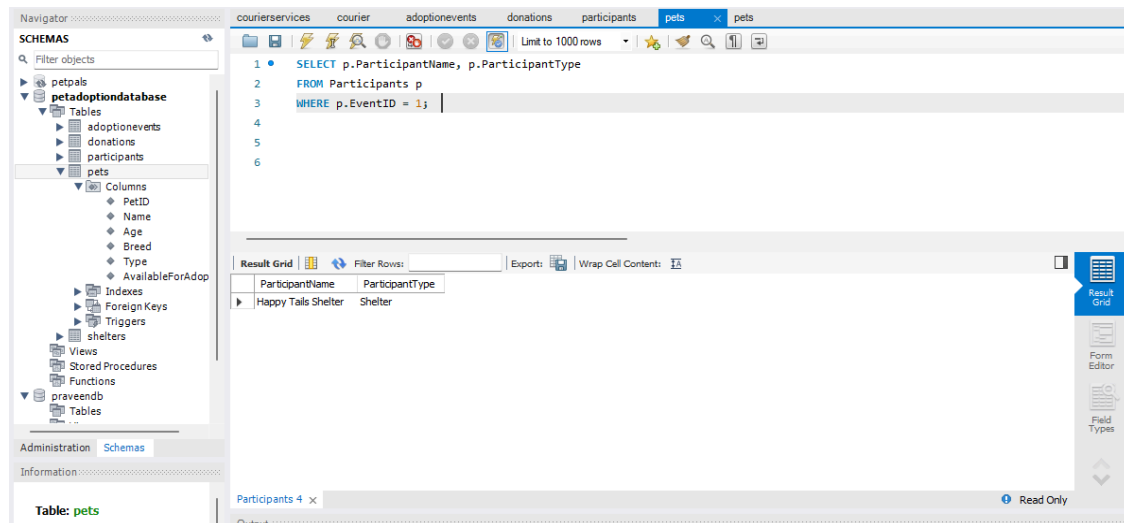 Navigator
SCHEMAS
Filter objects
petpals
petadoptiondatabase
Tables
adoptionevents
donations
participants
pets
Columns
PetID
Name
Age
Breed
Type
AvailableForAdop
Indexes
Foreign Keys
Triggers
shelters
Views
Stored Procedures
Functions
praveendb
Tables
Administration Schemas
Information
Table: pets
courierservices courier adoptionevents donations participants pets × pets
Limit to 1000 rows
1 SELECT p.ParticipantName, p.ParticipantType
2 FROM Participants p
3 WHERE p.EventID = 1;
4
5
6
Result Grid Filter Rows: Export: Wrap Cell Content: IA
ParticipantName ParticipantType
Happy Tails Shelter Shelter
Result
Grid
Form
Editor
Field
Types
Participants 4 × Read Only